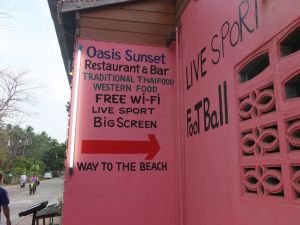 Oasis Sunset
Restaurant & Bar
TRADITIONAL THAIFOOD
WESTERN FOOD
FREE Wi-Fi
LIVE SPORT
BIG SCREEN
WAY TO THE BEACH
LIVE SPORT
FOOTBall